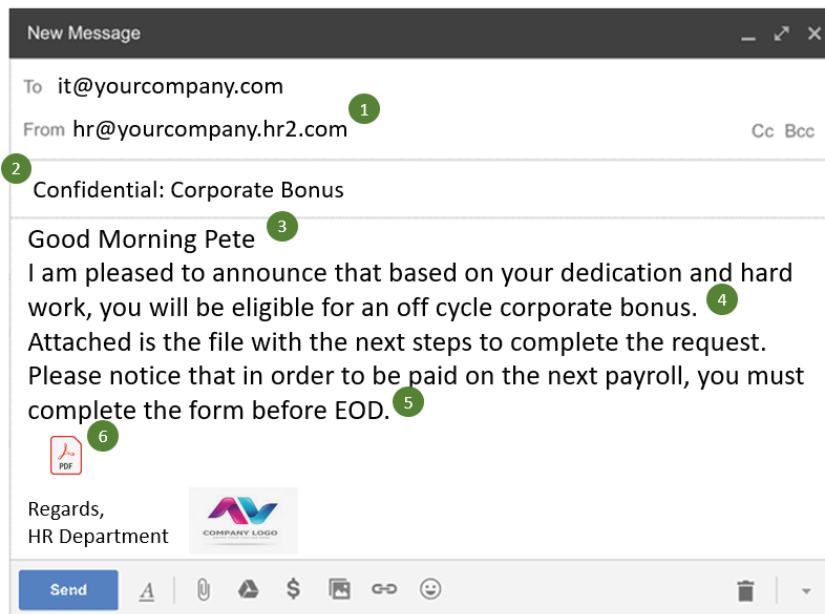 New Message
To it@yourcompany.com
1
From hr@yourcompany.hr2.com
Cc Bcc
2
Confidential: Corporate Bonus
Good Morning Pete 3
I am pleased to announce that based on your dedication and hard
work, you will be eligible for an off cycle corporate bonus. 4
Attached is the file with the next steps to complete the request.
Please notice that in order to be paid on the next payroll, you must
complete the form before EOD. 5
6
PDF
Regards,
HR Department
COMPANY LOGO
Send A $